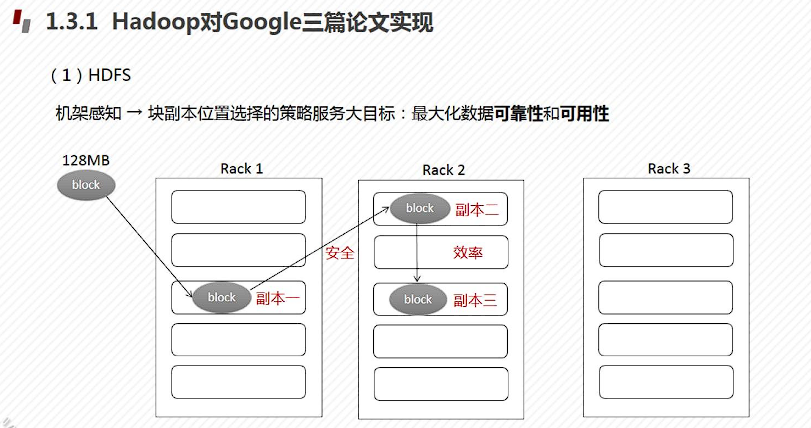 1.3.1 Hadoop对Google三篇论文实现
（1）HDFS
机架感知 → 块副本位置选择的策略服务大目标：最大化数据可靠性和可用性
128MB
block
Rack 1
Rack 2
Rack 3
block 副本二
安全
效率
block 副本一
block 副本三